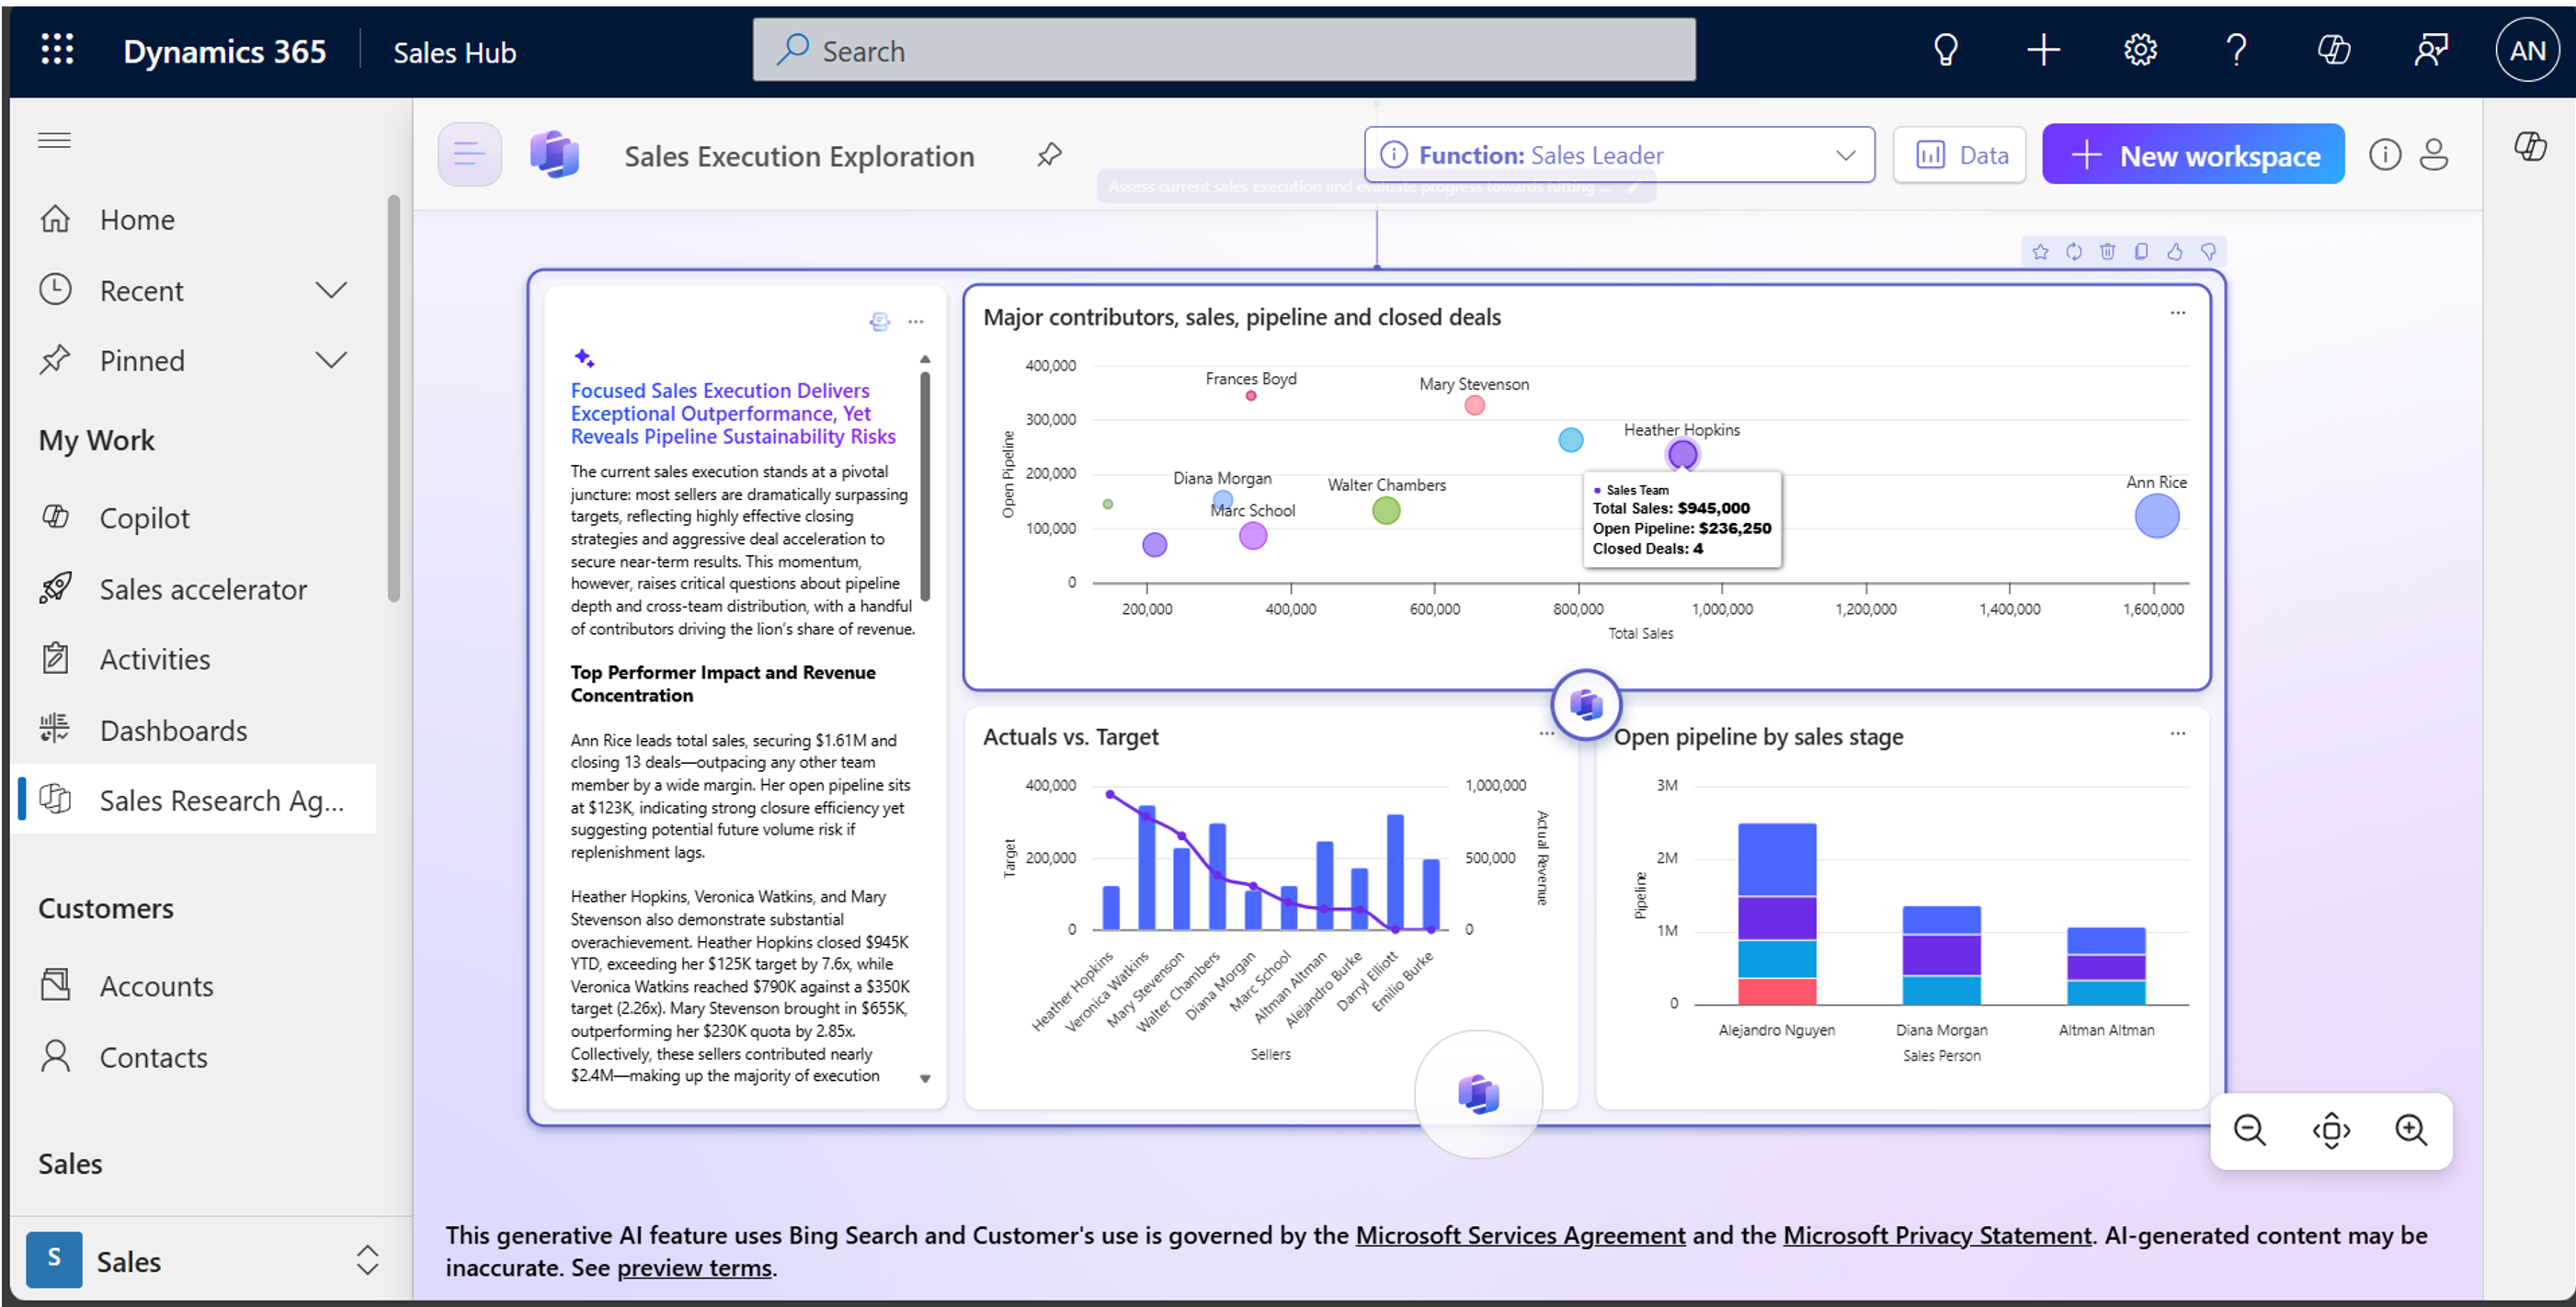 Dynamics 365
Sales Hub
Search
AN
Sales Execution Exploration
Function: Sales Leader
Data
New workspace
Assess current sales execution and evaluate progress towards hitting ...
Home
Recent
Pinned
My Work
Copilot
Sales accelerator
Activities
Dashboards
Sales Research Ag...
Customers
Accounts
Contacts
Sales
S
Sales
Focused Sales Execution Delivers
Exceptional Outperformance, Yet
Reveals Pipeline Sustainability Risks
The current sales execution stands at a pivotal
juncture: most sellers are dramatically surpassing
targets, reflecting highly effective closing
strategies and aggressive deal acceleration to
secure near-term results. This momentum,
however, raises critical questions about pipeline
depth and cross-team distribution, with a handful
of contributors driving the lion's share of revenue.
Top Performer Impact and Revenue
Concentration
Ann Rice leads total sales, securing $1.61M and
closing 13 deals—outpacing any other team
member by a wide margin. Her open pipeline sits
at $123K, indicating strong closure efficiency yet
suggesting potential future volume risk if
replenishment lags.
Heather Hopkins, Veronica Watkins, and Mary
Stevenson also demonstrate substantial
overachievement. Heather Hopkins closed $945K
YTD, exceeding her $125K target by 7.6x, while
Veronica Watkins reached $790K against a $350K
target (2.26x). Mary Stevenson brought in $655K,
outperforming her $230K quota by 2.85x.
Collectively, these sellers contributed nearly
$2.4M—making up the majority of execution
Major contributors, sales, pipeline and closed deals
Open Pipeline
400,000
300,000
200,000
100,000
0
Frances Boyd
Mary Stevenson
Heather Hopkins
Diana Morgan
Walter Chambers
Marc School
Ann Rice
Sales Team
Total Sales: $945,000
Open Pipeline: $236,250
Closed Deals: 4
200,000
400,000
600,000
800,000
1,000,000
1,200,000
1,400,000
1,600,000
Total Sales
Actuals vs. Target
Target
400,000
200,000
0
1,000,000
500,000
0
Actual Revenue
Heather Hopkins
Veronica Watkins
Mary Stevenson
Walter Chambers
Diana Morgan
Marc School
Altman Altman
Alejandro Burke
Darryl Elliott
Emilio Burke
Sellers
Open pipeline by sales stage
Pipeline
3M
2M
1M
0
Alejandro Nguyen
Diana Morgan
Altman Altman
Sales Person
This generative AI feature uses Bing Search and Customer's use is governed by the Microsoft Services Agreement and the Microsoft Privacy Statement. AI-generated content may be
inaccurate. See preview terms.